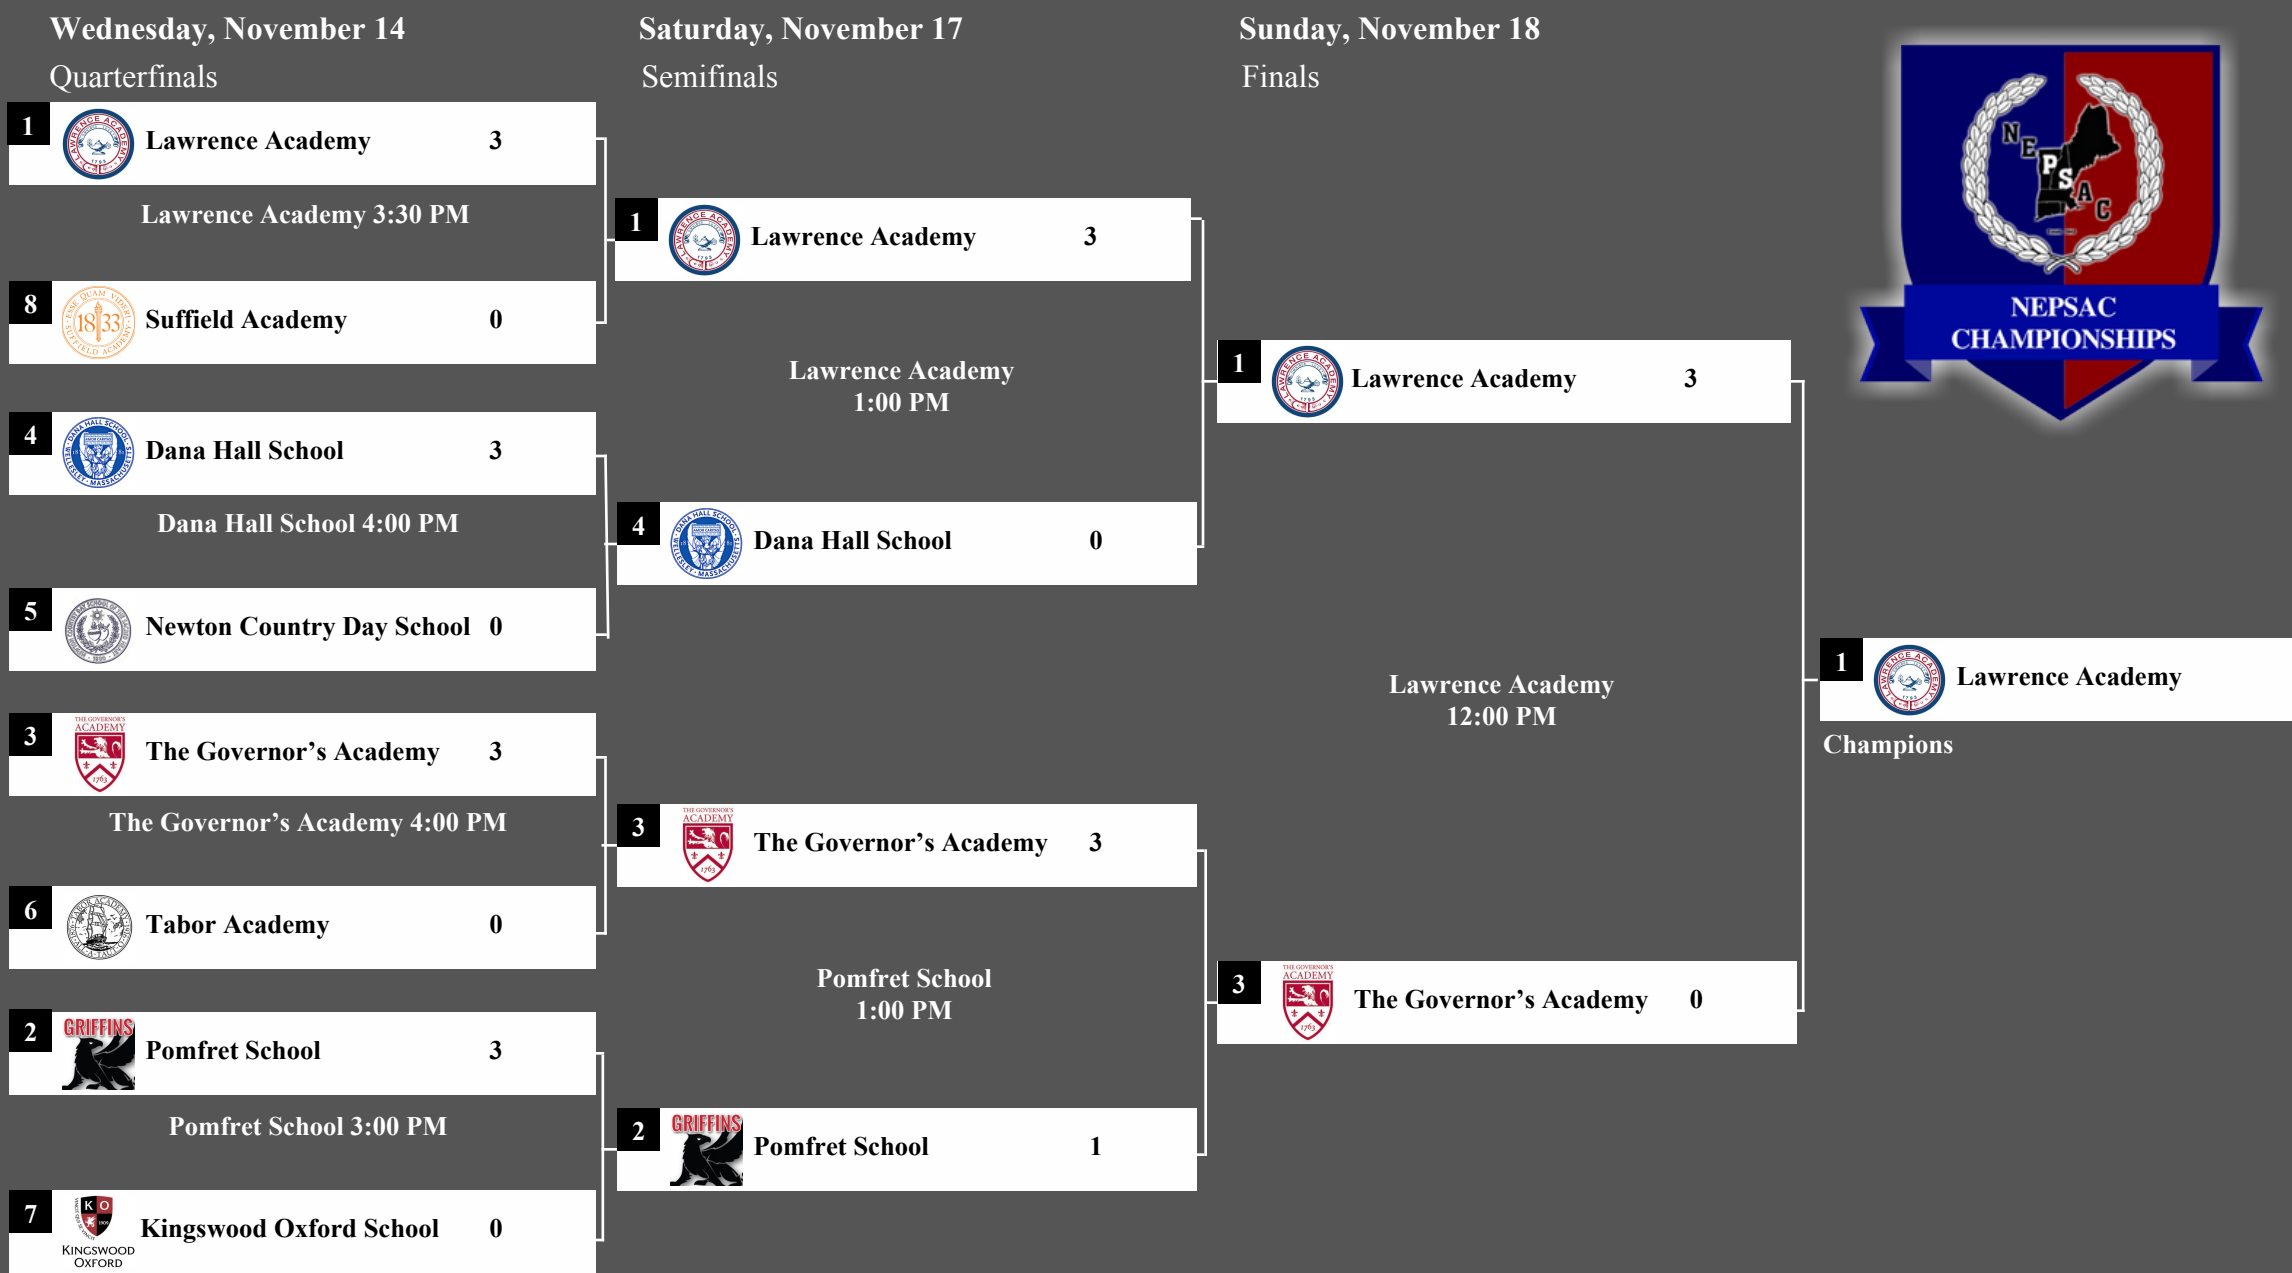 Wednesday, November 14
Quarterfinals
1 Lawrence Academy 3
Lawrence Academy 3:30 PM
8 Suffield Academy 0
4 Dana Hall School 3
Dana Hall School 4:00 PM
5 Newton Country Day School 0
3 The Governor’s Academy 3
The Governor’s Academy 4:00 PM
6 Tabor Academy 0
2 GRIFFINS Pomfret School 3
Pomfret School 3:00 PM
7 KO Kingswood Oxford School 0
KINGSWOOD
OXFORD
Saturday, November 17
Semifinals
1 Lawrence Academy 3
Lawrence Academy
1:00 PM
4 Dana Hall School 0
3 The Governor’s Academy 3
Pomfret School
1:00 PM
2 GRIFFINS Pomfret School 1
Sunday, November 18
Finals
1 Lawrence Academy 3
Lawrence Academy
12:00 PM
3 The Governor’s Academy 0
NEPSAC
NEPSAC
CHAMPIONSHIPS
1 Lawrence Academy
Champions